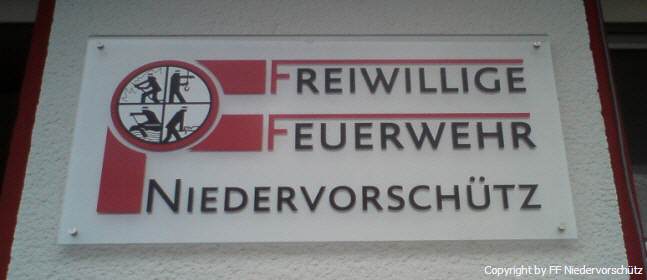 FREIWILLIGE
FEUERWEHR
NIEDERVORSCHÜTZ
Copyright by FF Niedervorschütz